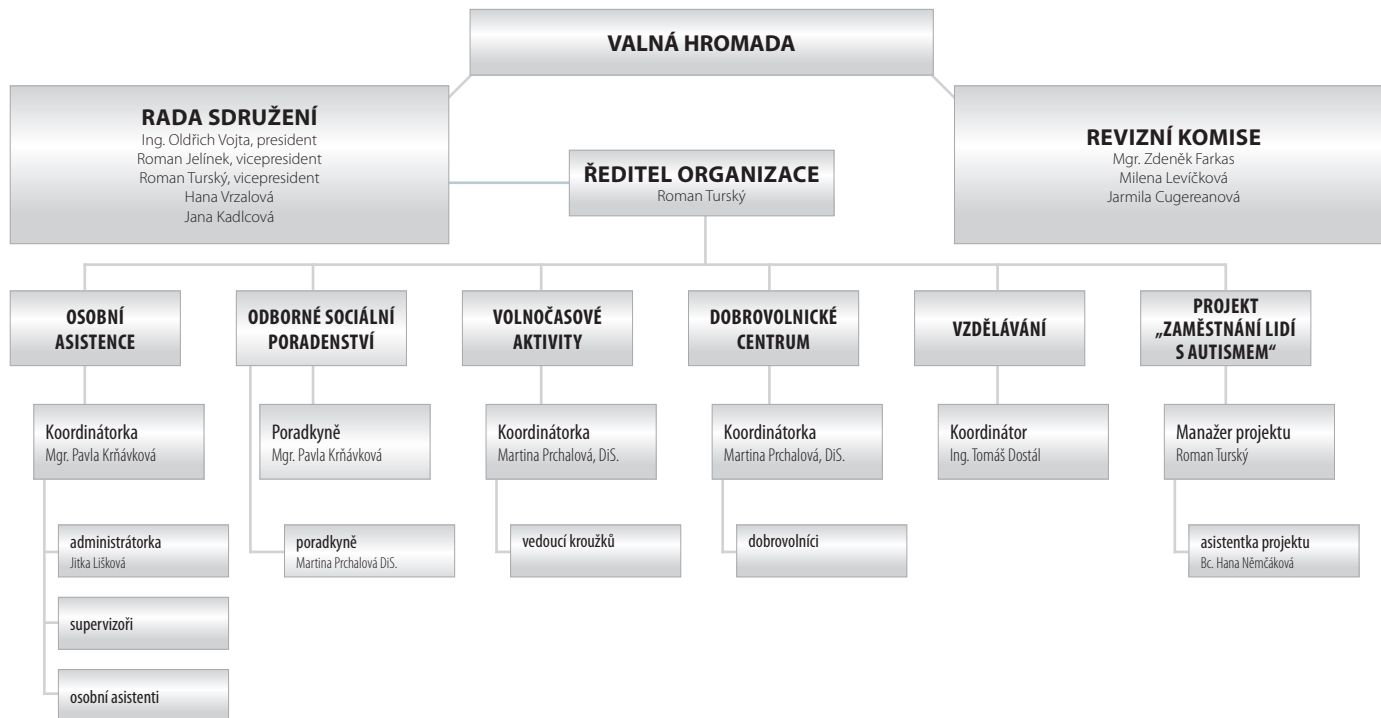 VALNÁ HROMADA
RADA SDRUŽENÍ
Ing. Oldřich Vojta, president
Roman Jelínek, vicepresident
Roman Turský, vicepresident
Hana Vrzalová
Jana Kadlcová
ŘEDITEL ORGANIZACE
Roman Turský
REVIZNÍ KOMISE
Mgr. Zdeněk Farkas
Milena Levíčková
Jarmila Cugereanová
OSOBNÍ
ASISTENCE
ODBORNÉ SOCIÁLNÍ
PORADENSTVÍ
VOLNOČASOVÉ
AKTIVITY
DOBROVOLNICKÉ
CENTRUM
VZDĚLÁVÁNÍ
PROJEKT
„ZAMĚSTNÁNÍ LIDÍ
S AUTISMEM“
Koordinátorka
Mgr. Pavla Krňávková
Poradkyně
Mgr. Pavla Krňávková
Koordinátorka
Martina Prchalová, DiS.
Koordinátorka
Martina Prchalová, DiS.
Koordinátor
Ing. Tomáš Dostál
Manažer projektu
Roman Turský
administrátorka
Jitka Lišková
poradkyně
Martina Prchalová DiS.
vedoucí kroužků
dobrovolníci
asistentka projektu
Bc. Hana Němčáková
supervizoři
osobní asistenti